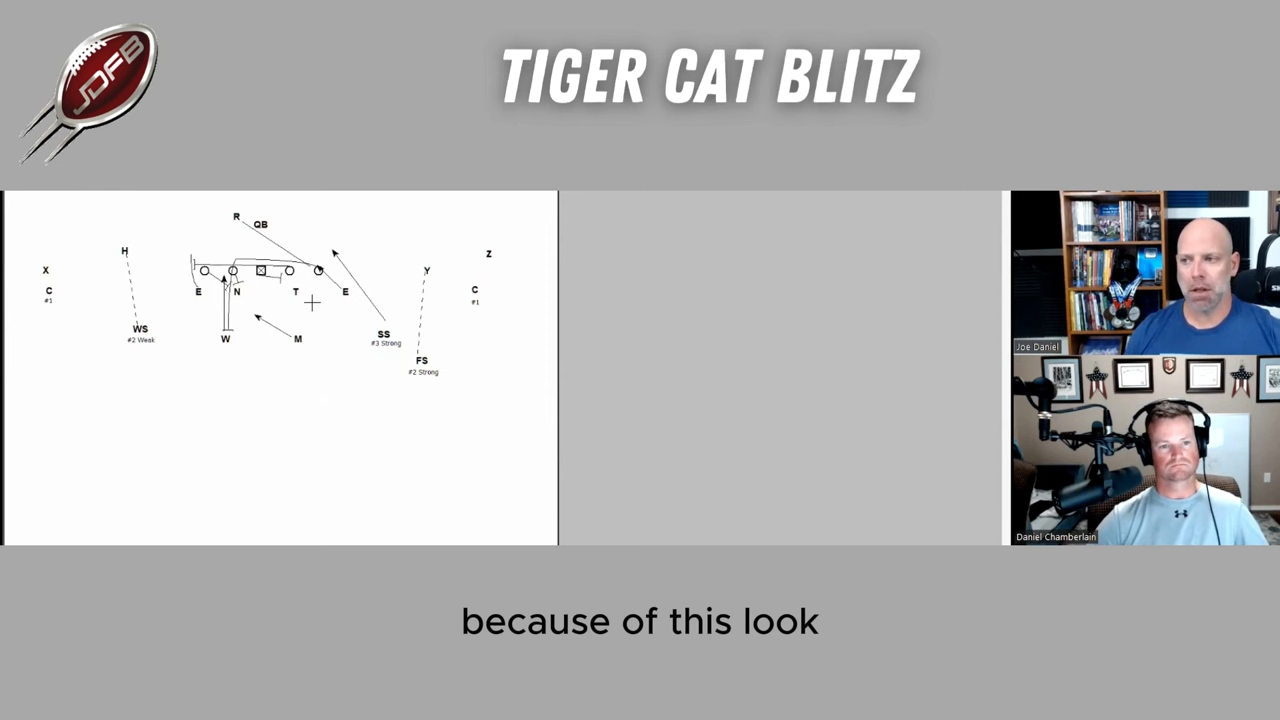 JDFB
TIGER CAT BLITZ
R
QB
H
Z
X
Y
C
#1
E
N
T
E
C
#1
WS
#2 Weak
W
M
SS
#3 Strong
FS
#2 Strong
Joe Daniel
Daniel Chamberlain
because of this look